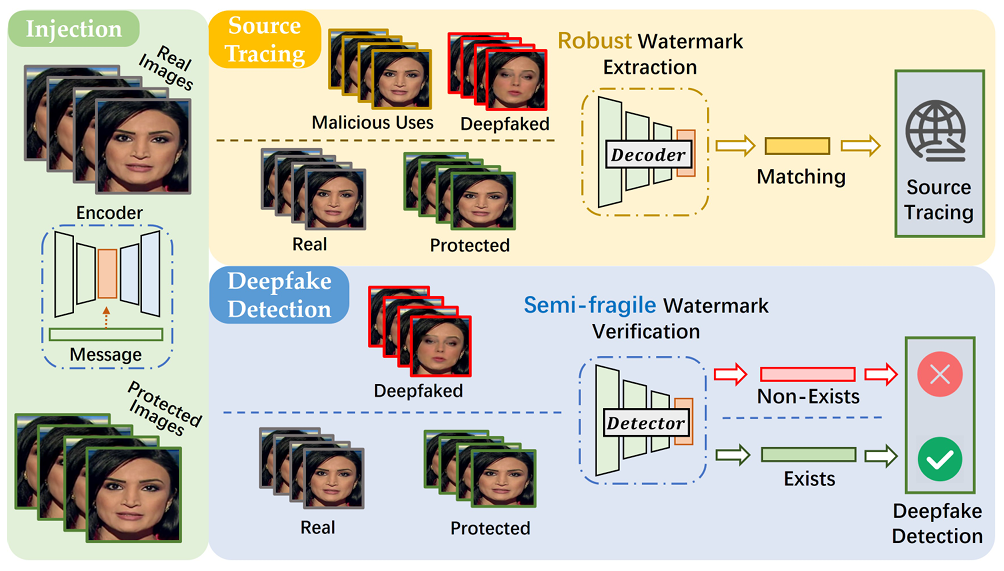 Injection
Real
Images
Encoder
Message
Protected
Images
Source
Tracing
Malicious Uses
Deepfaked
Real
Protected
Robust Watermark
Extraction
Decoder
Matching
Source
Tracing
Deepfake
Detection
Deepfaked
Real
Protected
Semi-fragile Watermark
Verification
Detector
Non-Exists
Exists
Deepfake
Detection